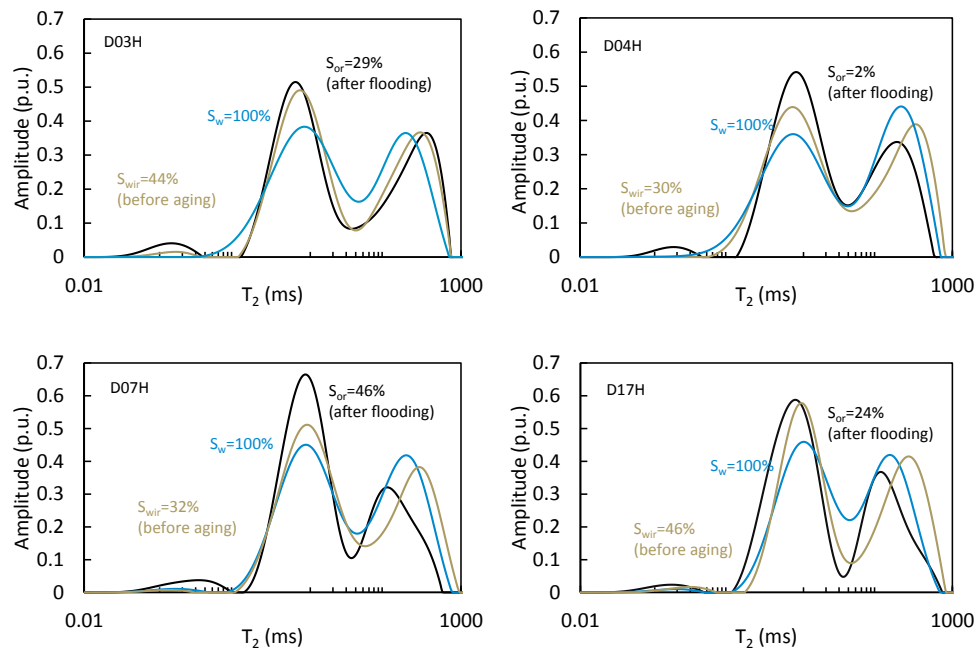 D03H
Amplitude (p.u.)
0.7
0.6
0.5
0.4
0.3
0.2
0.1
0
Sor=29%
(after flooding)
Sw=100%
Swir=44%
(before aging)
0.01
1000
T2 (ms)
D04H
Amplitude (p.u.)
0.7
0.6
0.5
0.4
0.3
0.2
0.1
0
Sor=2%
(after flooding)
Sw=100%
Swir=30%
(before aging)
0.01
1000
T2 (ms)
D07H
Amplitude (p.u.)
0.7
0.6
0.5
0.4
0.3
0.2
0.1
0
Sor=46%
(after flooding)
Sw=100%
Swir=32%
(before aging)
0.01
1000
T2 (ms)
D17H
Amplitude (p.u.)
0.7
0.6
0.5
0.4
0.3
0.2
0.1
0
Sor=24%
(after flooding)
Sw=100%
Swir=46%
(before aging)
0.01
1000
T2 (ms)